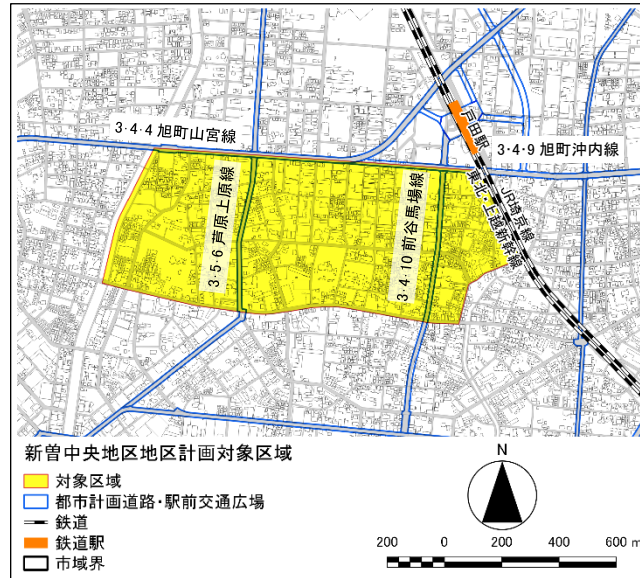 戸田駅
3・4・4 旭町山宮線
3・4・9 旭町沖内線
3・5・6 芦原上原線
3・4・10 前谷馬場線
JR埼京線
東北・上越新幹線
新曽中央地区地区計画対象区域
対象区域
都市計画道路・駅前交通広場
鉄道
鉄道駅
市域界
N
200 0 200 400 600 m